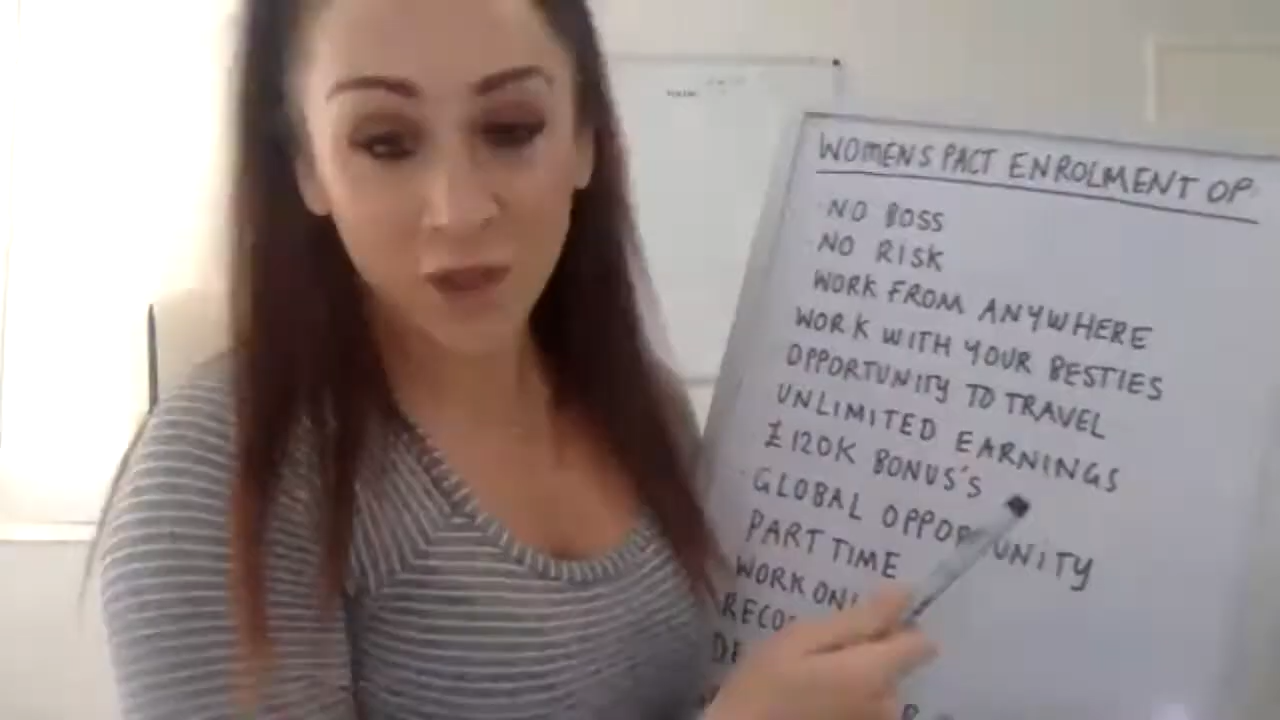 WOMENS PACT ENROLMENT OP
NO BOSS
NO RISK
WORK FROM ANYWHERE
WORK WITH YOUR BESTIES
OPPORTUNITY TO TRAVEL
UNLIMITED EARNINGS
£120K BONUS'S
GLOBAL OPPORTUNITY
PART TIME
WORK